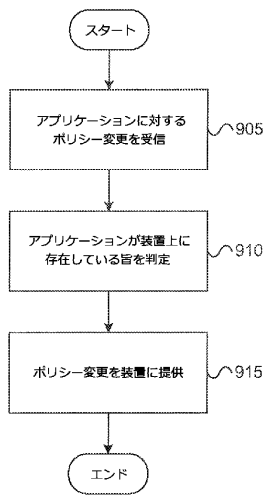 スタート
アプリケーションに対する
ポリシー変更を受信
905
アプリケーションが装置上に
存在している旨を判定
910
ポリシー変更を装置に提供
915
エンド